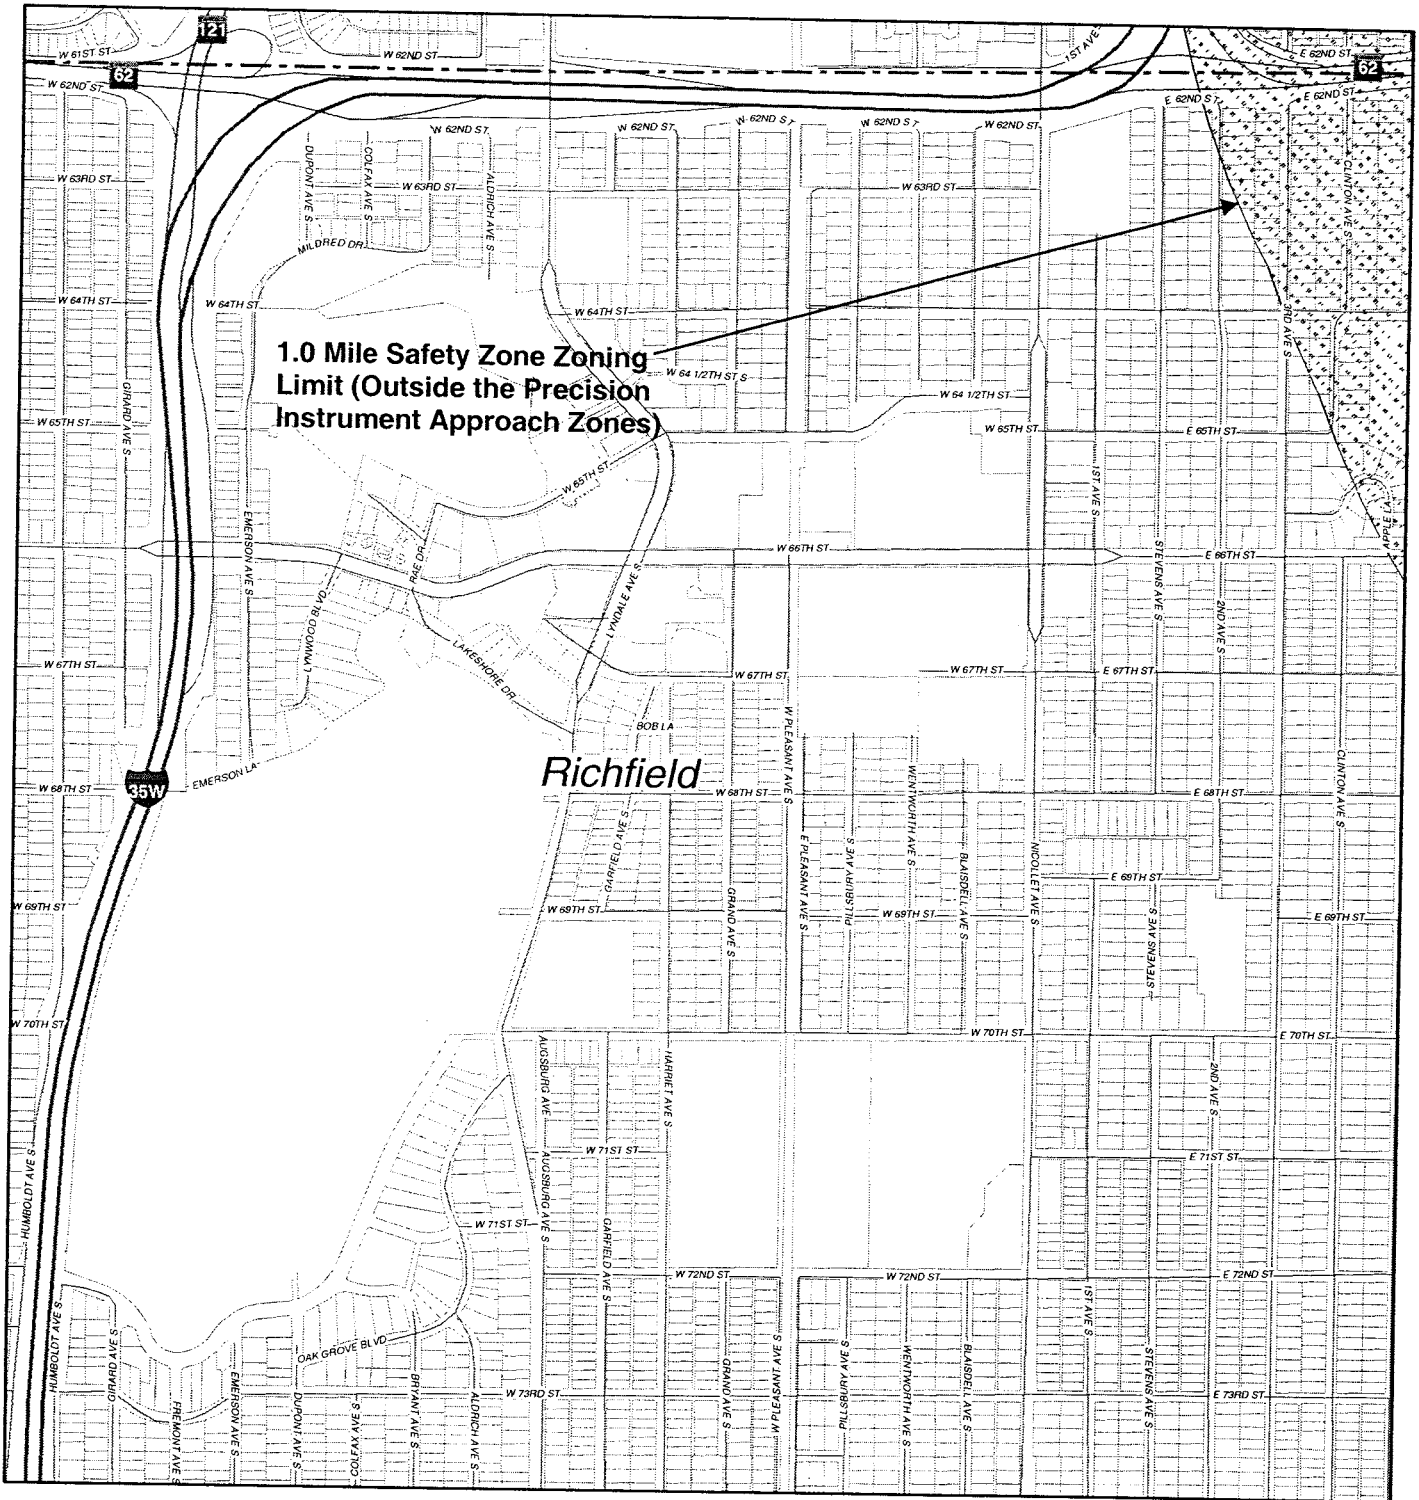 121
W 61ST ST
W 62ND ST
1ST AVE
E 62ND ST
62
62
W 62ND ST
E 62ND ST
E 62ND ST
W 62ND ST
W 62ND ST
W 62ND ST
W 62ND ST
W 62ND ST
DUPONT AVE S
COLFAX AVE S
ALDRICH AVE S
CLINTON AVE S
W 63RD ST
W 63RD ST
W 63RD ST
MILDRED DR
W 64TH ST
W 64TH ST
W 64TH ST
3RD AVE S
1.0 Mile Safety Zone Zoning
Limit (Outside the Precision
Instrument Approach Zones)
W 64 1/2TH ST S
W 64 1/2TH ST
GIRARD AVE S
W 65TH ST
W 65TH ST
E 65TH ST
W 65TH ST
1ST AVE S
APPLE LA
EMERSON AVE S
W 66TH ST
E 66TH ST
STEVENS AVE S
RAE DR
LYNDALE AVE S
2ND AVE S
LYNWOOD BLVD
LAKESHORE DR
W 67TH ST
W 67TH ST
W 67TH ST
E 67TH ST
BOB LA
W PLEASANT AVE S
Richfield
EMERSON LA
35W
W 68TH ST
W 68TH ST
E 68TH ST
CLINTON AVE S
WENTWORTH AVE S
GARFIELD AVE S
E PLEASANT AVE S
PILLSBURY AVE S
BLAISDELL AVE S
NICOLLET AVE S
E 69TH ST
GRAND AVE S
W 69TH ST
W 69TH ST
W 69TH ST
E 69TH ST
STEVENS AVE S
W 70TH ST
W 70TH ST
E 70TH ST
AUGSBURG AVE S
HARRIET AVE S
2ND AVE S
W 71ST ST
E 71ST ST
HUMBOLDT AVE S
AUGSBURG AVE S
W 71ST ST
GARFIELD AVE S
W 72ND ST
W 72ND ST
E 72ND ST
1ST AVE S
HUMBOLDT AVE S
GIRARD AVE S
OAK GROVE BLVD
W PLEASANT AVE S
PILLSBURY AVE S
GRAND AVE S
WENTWORTH AVE S
BLAISDELL AVE S
STEVENS AVE S
W 73RD ST
E 73RD ST
FREMONT AVE S
EMERSON AVE S
DUPONT AVE S
COLFAX AVE S
BRYANT AVE S
ALDRICH AVE S